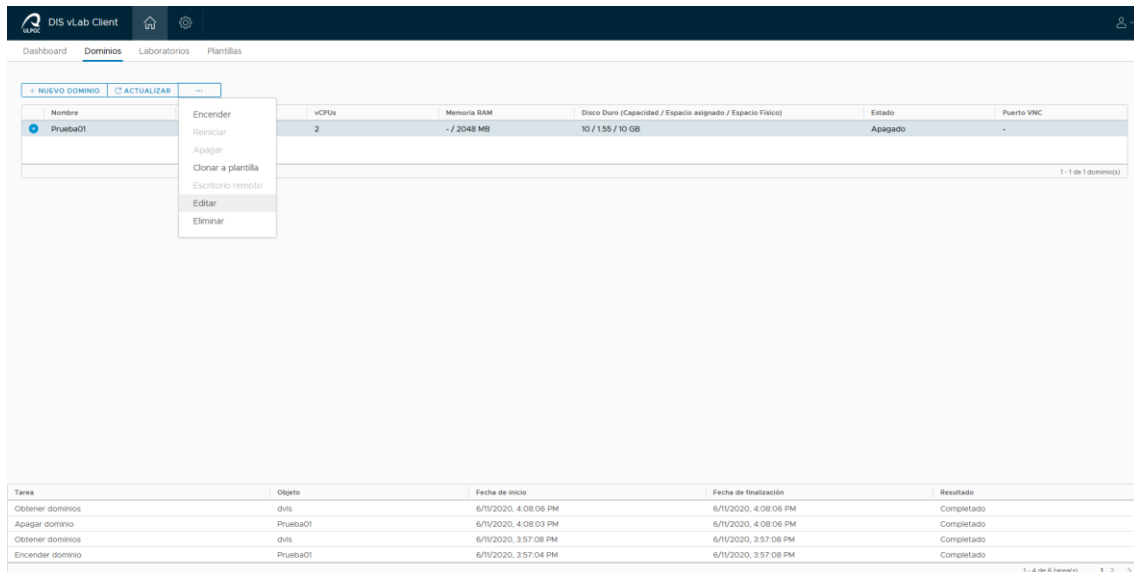 ULPGC DIS vLab Client
Dashboard Dominios Laboratorios Plantillas
+ NUEVO DOMINIO ACTUALIZAR ...
Nombre vCPUs Memoria RAM Disco Duro (Capacidad / Espacio asignado / Espacio Físico) Estado Puerto VNC
Prueba01 2 - / 2048 MB 10 / 1.55 / 10 GB Apagado -
Encender
Reiniciar
Apagar
Clonar a plantilla
Escritorio remoto
Editar
Eliminar
1 - 1 de 1 dominio(s)
Tarea Objeto Fecha de inicio Fecha de finalización Resultado
Obtener dominios dvls 6/11/2020, 4:08:06 PM 6/11/2020, 4:08:06 PM Completado
Apagar dominio Prueba01 6/11/2020, 4:08:03 PM 6/11/2020, 4:08:06 PM Completado
Obtener dominios dvls 6/11/2020, 3:57:08 PM 6/11/2020, 3:57:08 PM Completado
Encender dominio Prueba01 6/11/2020, 3:57:04 PM 6/11/2020, 3:57:08 PM Completado
1 - 4 de 6 tarea(s) 1 2 >